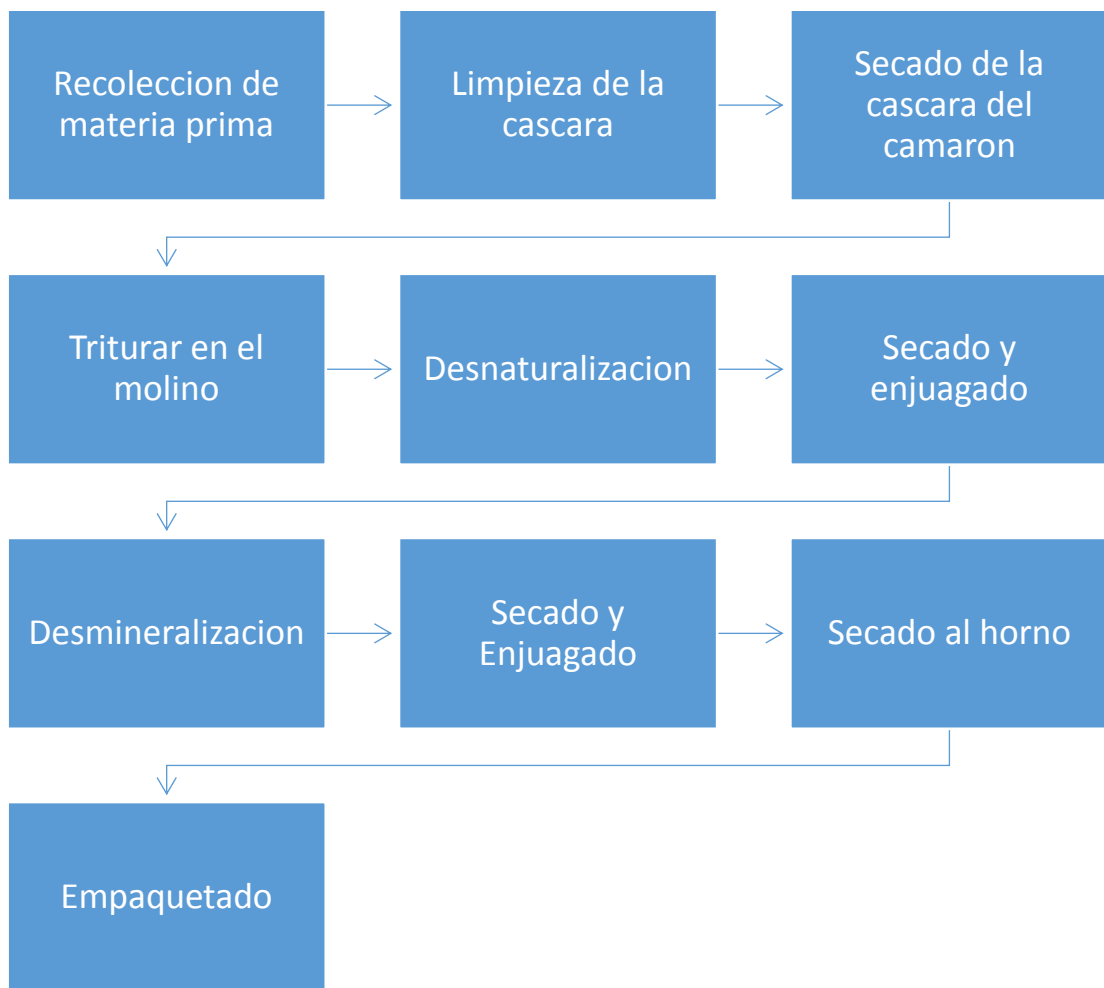 Recoleccion de
materia prima
Limpieza de la
cascara
Secado de la
cascara del
camaron
Triturar en el
molino
Desnaturalizacion
Secado y
enjuagado
Desmineralizacion
Secado y
Enjuagado
Secado al horno
Empaquetado